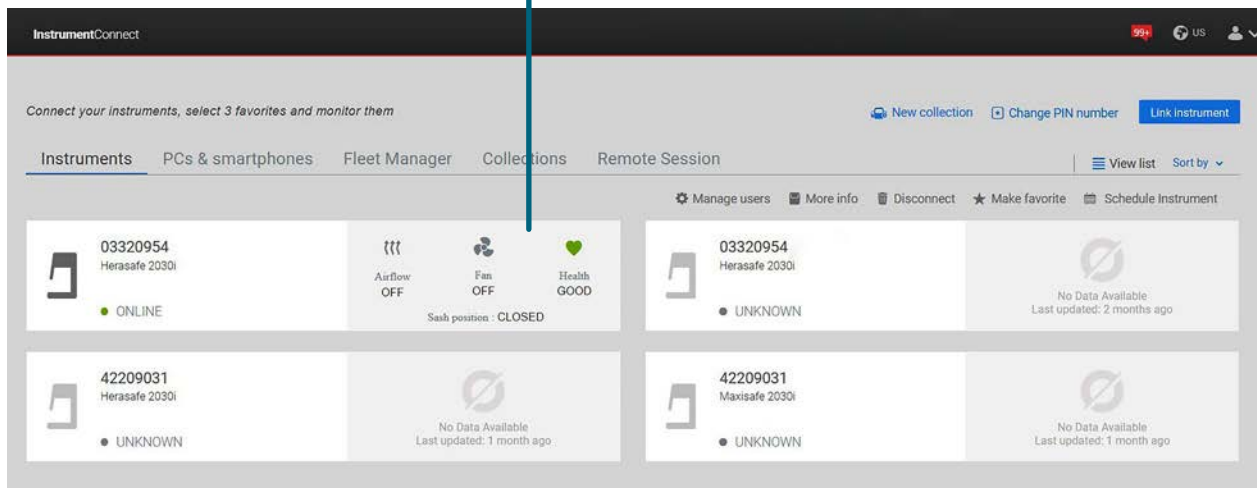 InstrumentConnect
99+ US
Connect your instruments, select 3 favorites and monitor them
New collection Change PIN number Link Instrument
Instruments PCs & smartphones Fleet Manager Collections Remote Session
View list Sort by
Manage users More info Disconnect Make favorite Schedule Instrument
03320954
Herasafe 2030i
ONLINE
Airflow Fan Health
OFF OFF GOOD
Sash position : CLOSED
03320954
Herasafe 2030i
UNKNOWN
No Data Available
Last updated: 2 months ago
42209031
Herasafe 2030i
UNKNOWN
No Data Available
Last updated: 1 month ago
42209031
Maxisafe 2030i
UNKNOWN
No Data Available
Last updated: 1 month ago